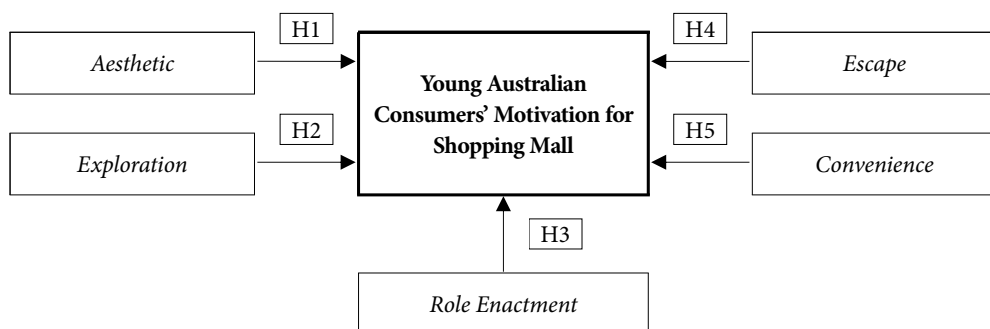 H1
Aesthetic
H2
Exploration
Young Australian
Consumers’ Motivation for
Shopping Mall
H4
Escape
H5
Convenience
H3
Role Enactment